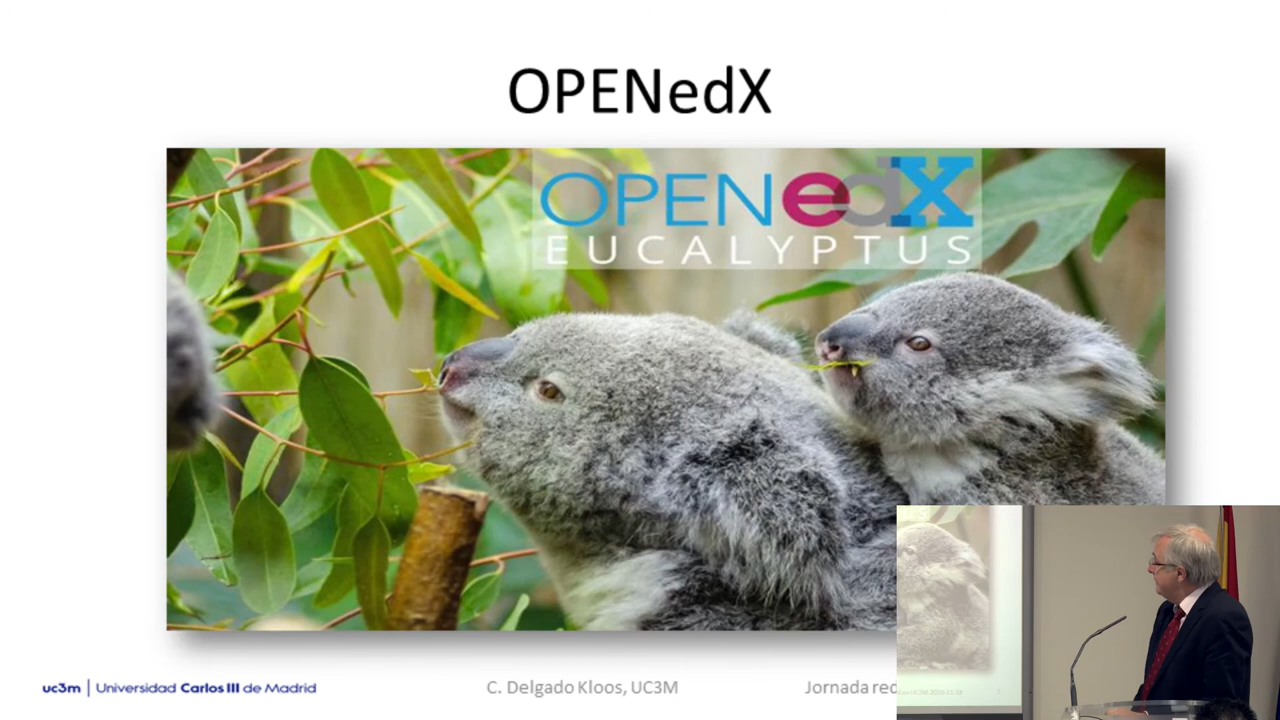 OPENedX
OPENedX
EUCALYPTUS
uc3m | Universidad Carlos III de Madrid
C. Delgado Kloos, UC3M
Jornada red